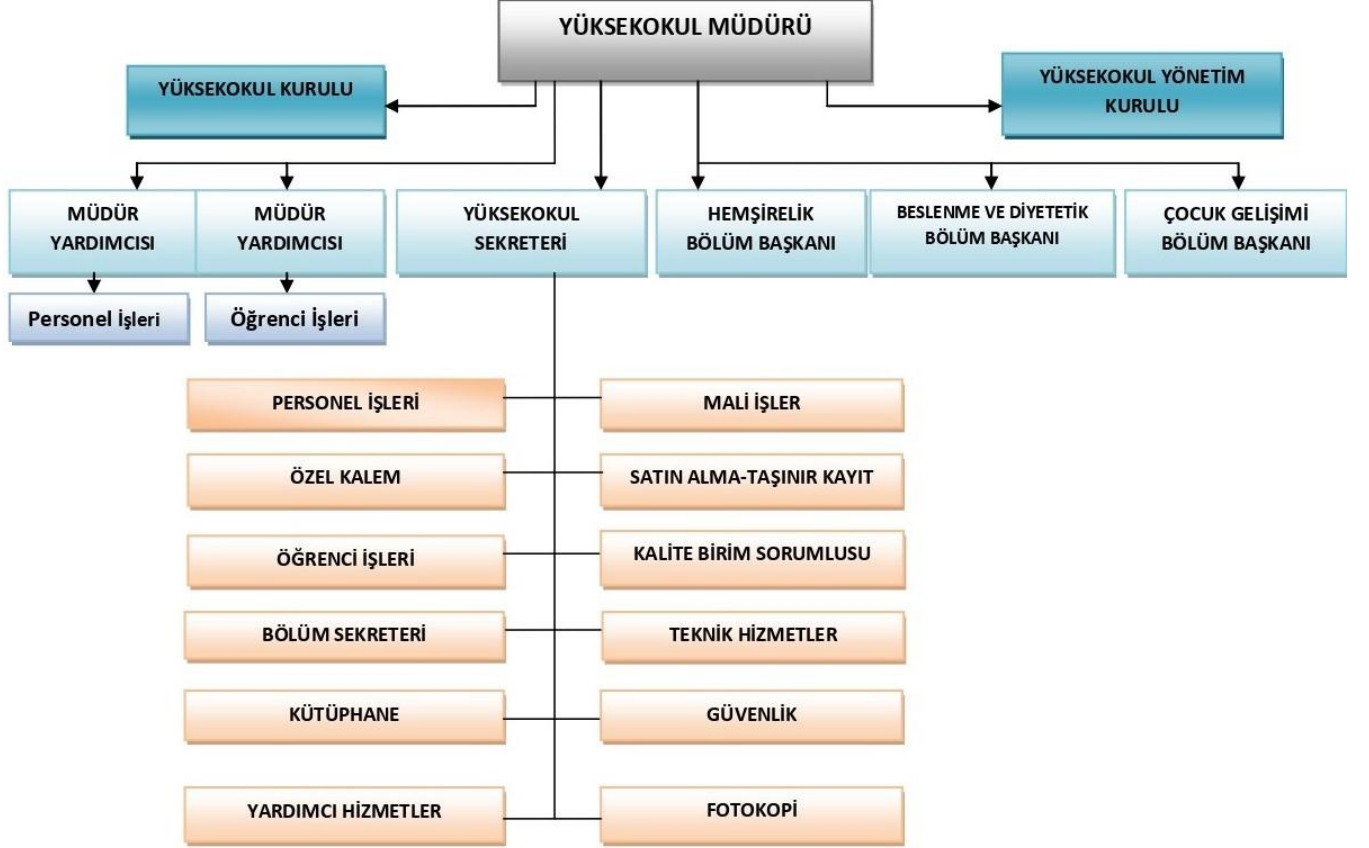 YÜKSEKOKUL MÜDÜRÜ
YÜKSEKOKUL KURULU
YÜKSEKOKUL YÖNETİM
KURULU
MÜDÜR
YARDIMCISI
MÜDÜR
YARDIMCISI
YÜKSEKOKUL
SEKRETERİ
HEMŞİRELİK
BÖLÜM BAŞKANI
BESLENME VE DİYETETİK
BÖLÜM BAŞKANI
ÇOCUK GELİŞİMİ
BÖLÜM BAŞKANI
Personel İşleri
Öğrenci İşleri
PERSONEL İŞLERİ
MALİ İŞLER
ÖZEL KALEM
SATIN ALMA-TAŞINIR KAYIT
ÖĞRENCİ İŞLERİ
KALİTE BİRİM SORUMLUSU
BÖLÜM SEKRETERİ
TEKNİK HİZMETLER
KÜTÜPHANE
GÜVENLİK
YARDIMCI HİZMETLER
FOTOKOPİ